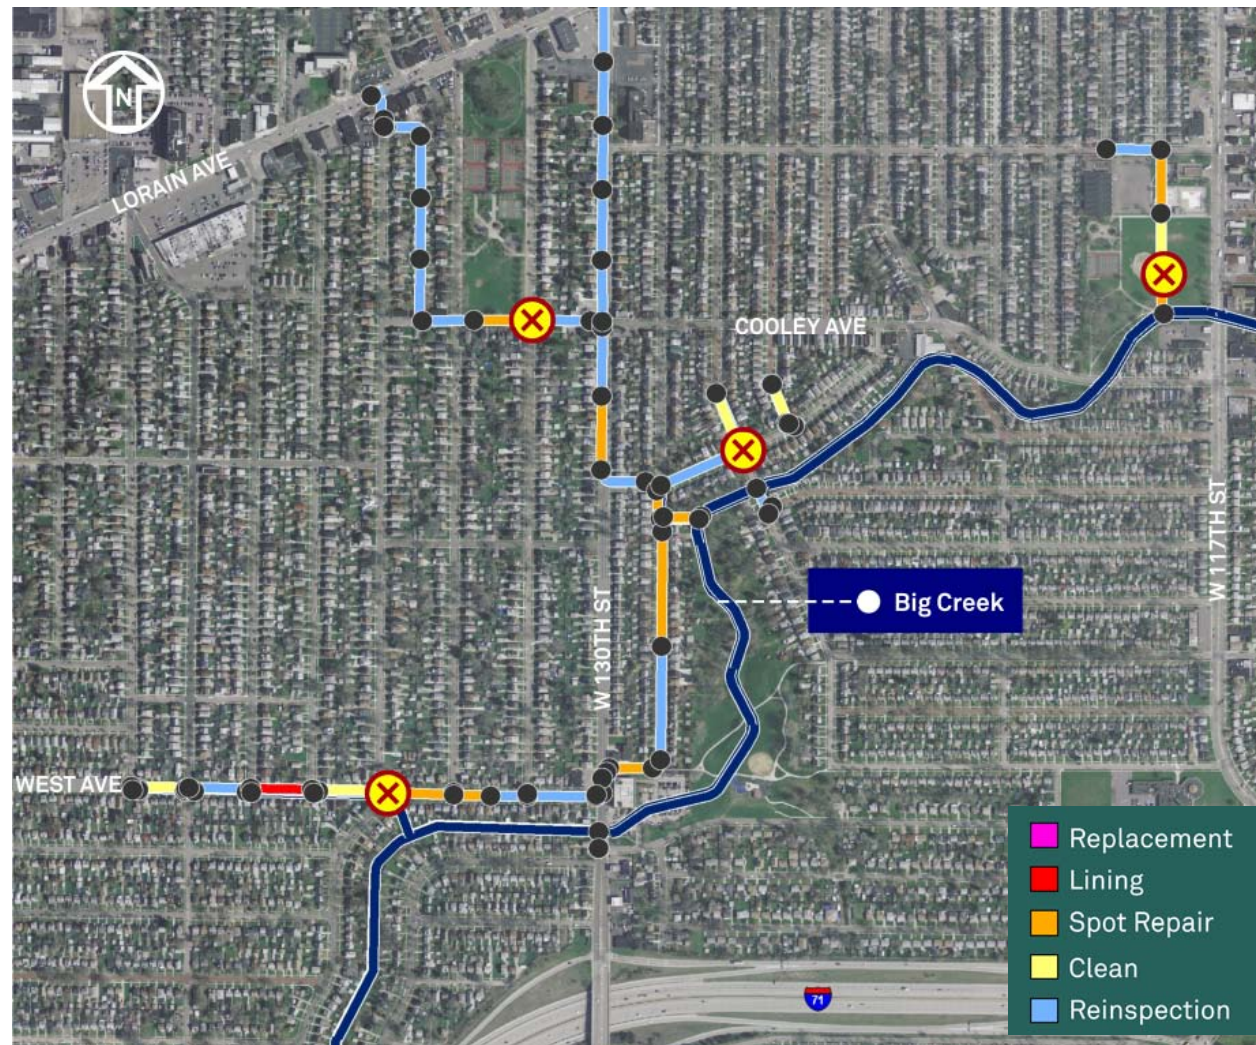 N
LORAIN AVE
COOLEY AVE
W 117TH ST
Big Creek
W 130TH ST
WEST AVE
71
Replacement
Lining
Spot Repair
Clean
Reinspection